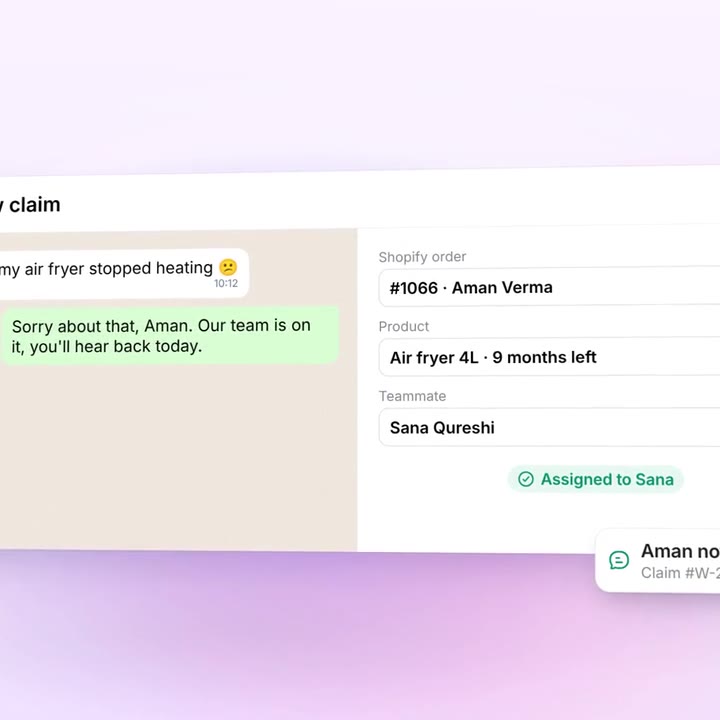 claim
my air fryer stopped heating 😕
10:12
Sorry about that, Aman. Our team is on
it, you'll hear back today.
Shopify order
#1066 · Aman Verma
Product
Air fryer 4L · 9 months left
Teammate
Sana Qureshi
Assigned to Sana
Aman
Claim #W-2